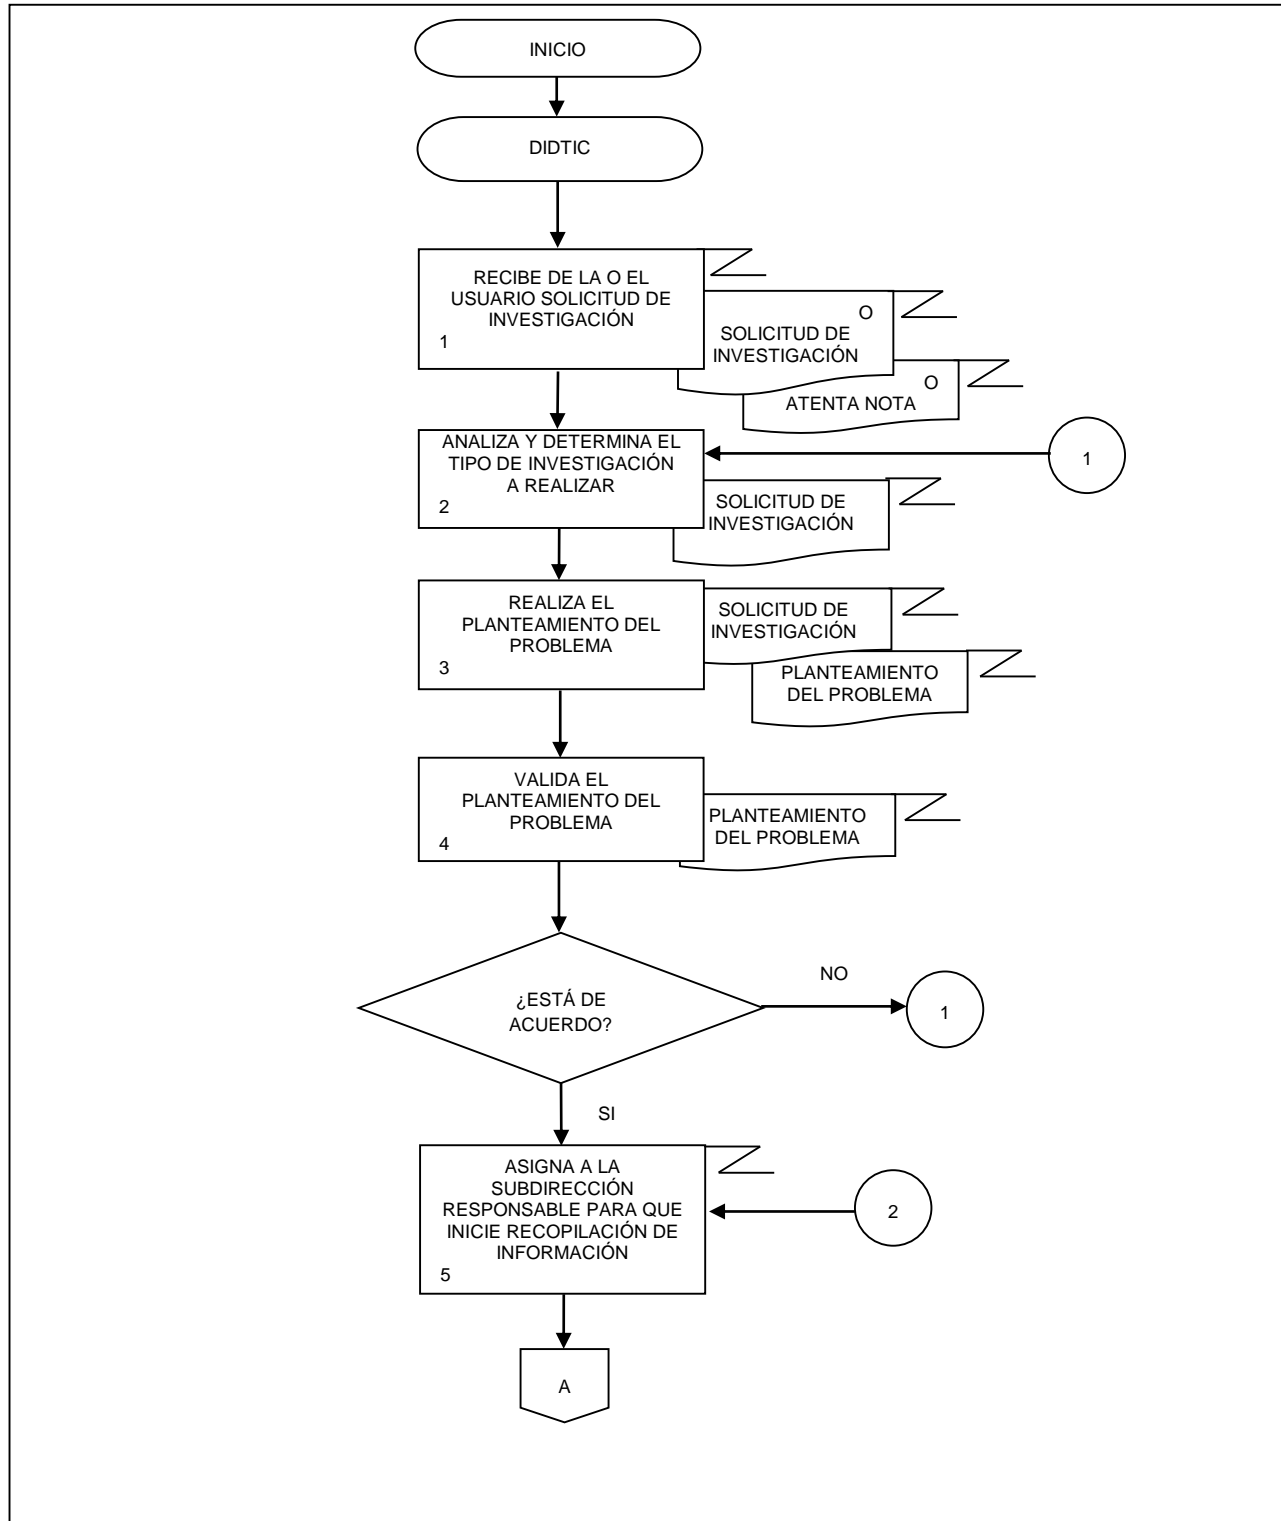 INICIO
DIDTIC
RECIBE DE LA O EL
USUARIO SOLICITUD DE
INVESTIGACIÓN
1
O
SOLICITUD DE
INVESTIGACIÓN
O
ATENTA NOTA
ANALIZA Y DETERMINA EL
TIPO DE INVESTIGACIÓN
A REALIZAR
2
1
SOLICITUD DE
INVESTIGACIÓN
REALIZA EL
PLANTEAMIENTO DEL
PROBLEMA
3
SOLICITUD DE
INVESTIGACIÓN
PLANTEAMIENTO
DEL PROBLEMA
VALIDA EL
PLANTEAMIENTO DEL
PROBLEMA
4
PLANTEAMIENTO
DEL PROBLEMA
¿ESTÁ DE
ACUERDO?
NO
1
SI
ASIGNA A LA
SUBDIRECCIÓN
RESPONSABLE PARA QUE
INICIE RECOPILACIÓN DE
INFORMACIÓN
5
2
A